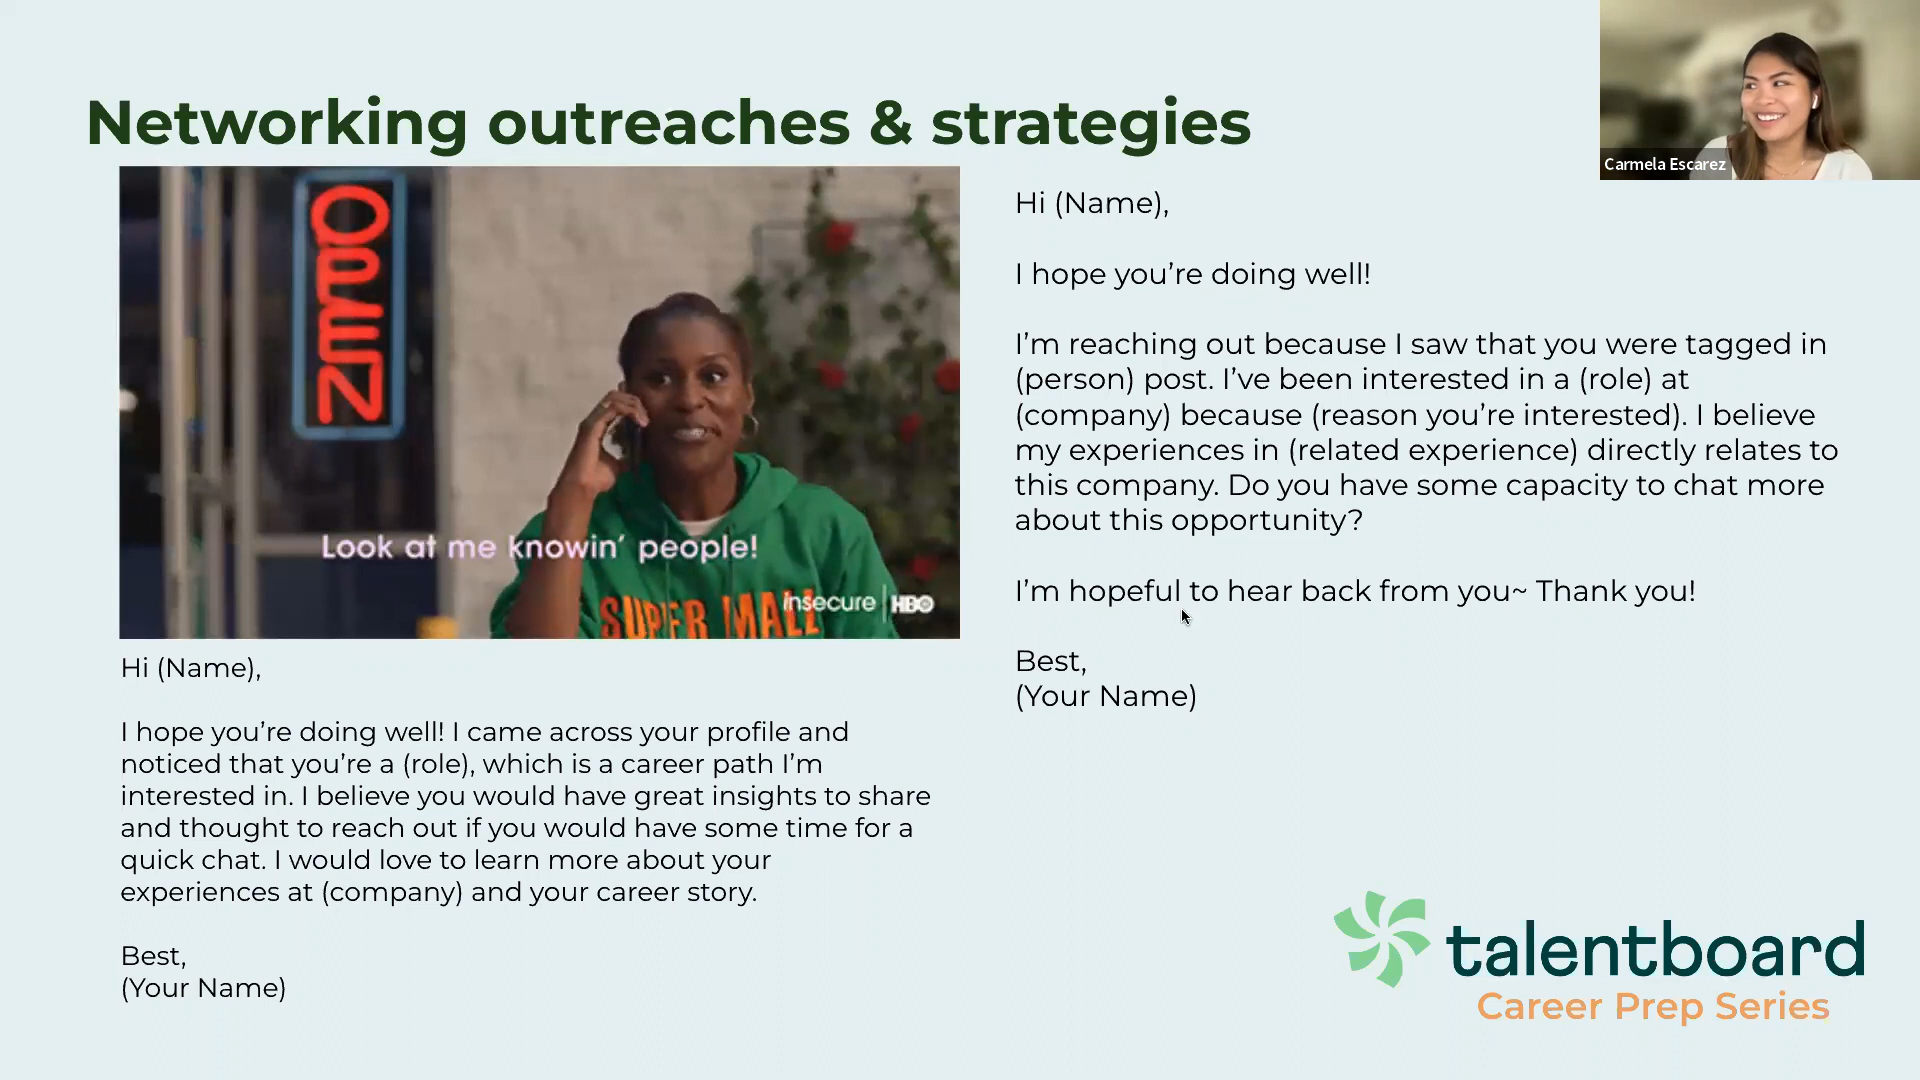 Networking outreaches & strategies
Carmela Escarez
OPEN
Look at me knowin' people!
SUPER MALL
insecure HBO
Hi (Name),
I hope you're doing well! I came across your profile and
noticed that you're a (role), which is a career path I'm
interested in. I believe you would have great insights to share
and thought to reach out if you would have some time for a
quick chat. I would love to learn more about your
experiences at (company) and your career story.
Best,
(Your Name)
Hi (Name),
I hope you're doing well!
I'm reaching out because I saw that you were tagged in
(person) post. I've been interested in a (role) at
(company) because (reason you're interested). I believe
my experiences in (related experience) directly relates to
this company. Do you have some capacity to chat more
about this opportunity?
I'm hopeful to hear back from you~ Thank you!
Best,
(Your Name)
talentboard
Career Prep Series